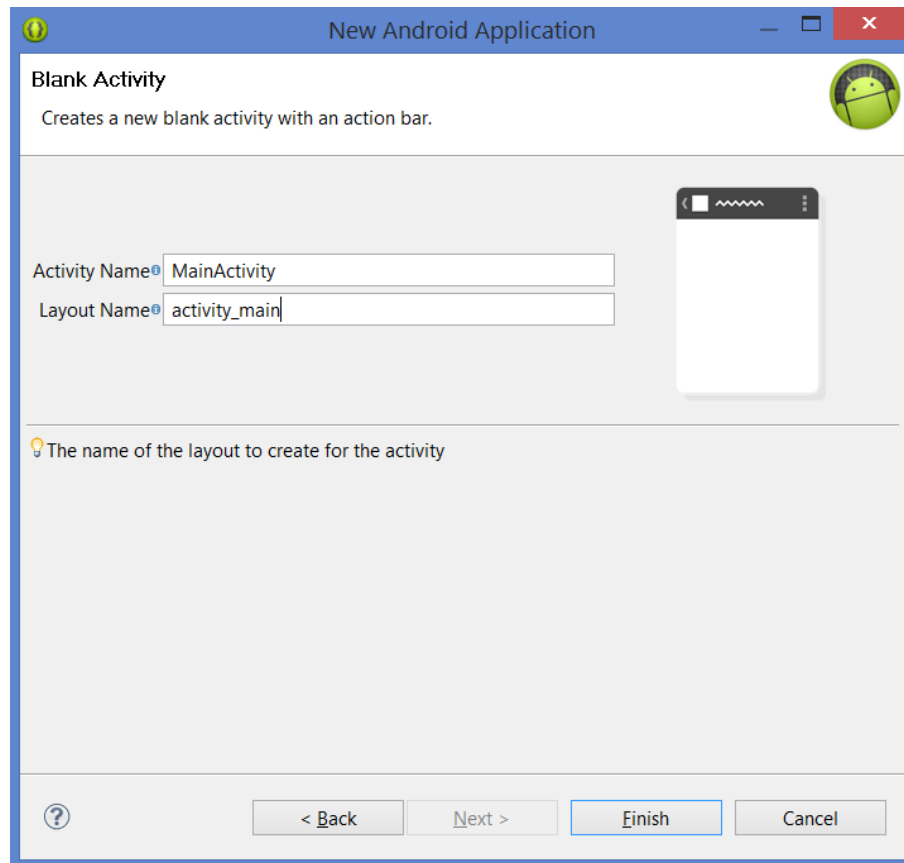 New Android Application
Blank Activity
Creates a new blank activity with an action bar.
Activity Name MainActivity
Layout Name activity_main
The name of the layout to create for the activity
< Back Next > Finish Cancel